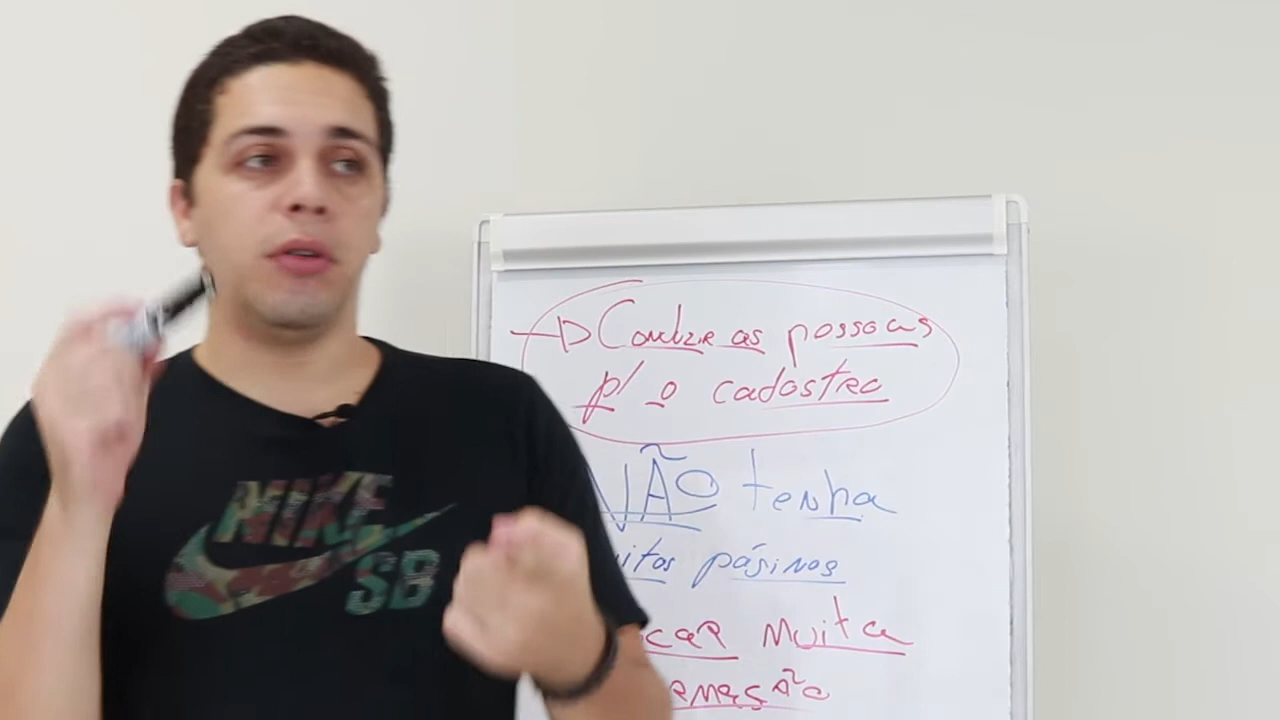 NIKE
SB
Conduzir as pessoas
p/ o cadastro
NÃO tenha
páginas
muita